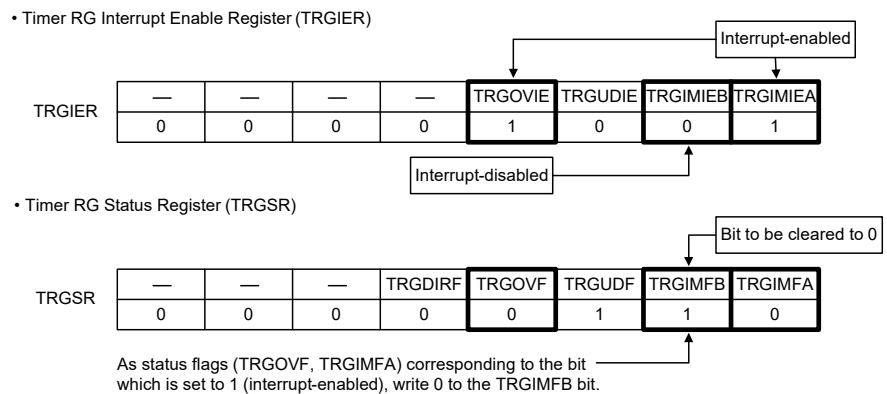 • Timer RG Interrupt Enable Register (TRGIER)
Interrupt-enabled
TRGIER
— — — — TRGOVIE TRGUDIE TRGIMIEB TRGIMIEA
0 0 0 0 1 0 0 1
Interrupt-disabled
• Timer RG Status Register (TRGSR)
Bit to be cleared to 0
TRGSR
— — — TRGDIRF TRGOVF TRGUDF TRGIMFB TRGIMFA
0 0 0 0 0 1 1 0
As status flags (TRGOVF, TRGIMFA) corresponding to the bit
which is set to 1 (interrupt-enabled), write 0 to the TRGIMFB bit.